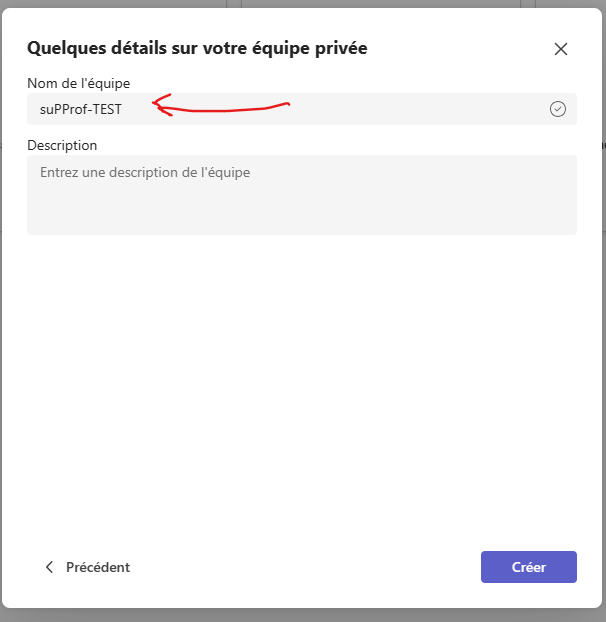 Quelques détails sur votre équipe privée
Nom de l'équipe
suPProf-TEST
Description
Entrez une description de l'équipe
Précédent
Créer